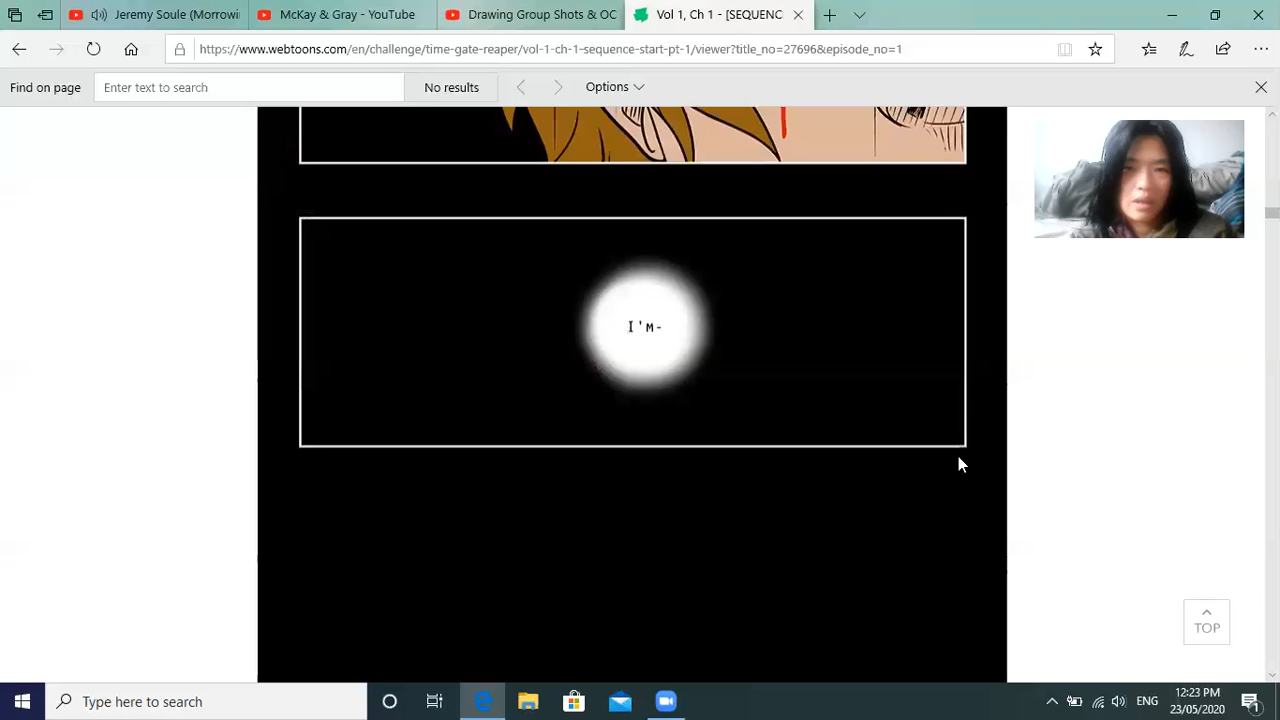 Jeremy Soule (Morrowi
McKay & Gray - YouTube
Drawing Group Shots & OC
Vol 1, Ch - 1 - [SEQUENC
https://www.webtoons.com/en/challenge/time-gate-reaper/vol-1-ch-1-sequence-start-pt-1/viewer?title_no=27696&episode_no=1
Find on page
Enter text to search
No results
Options
I'M-
TOP
Type here to search
ENG
12:23 PM
23/05/2020
1